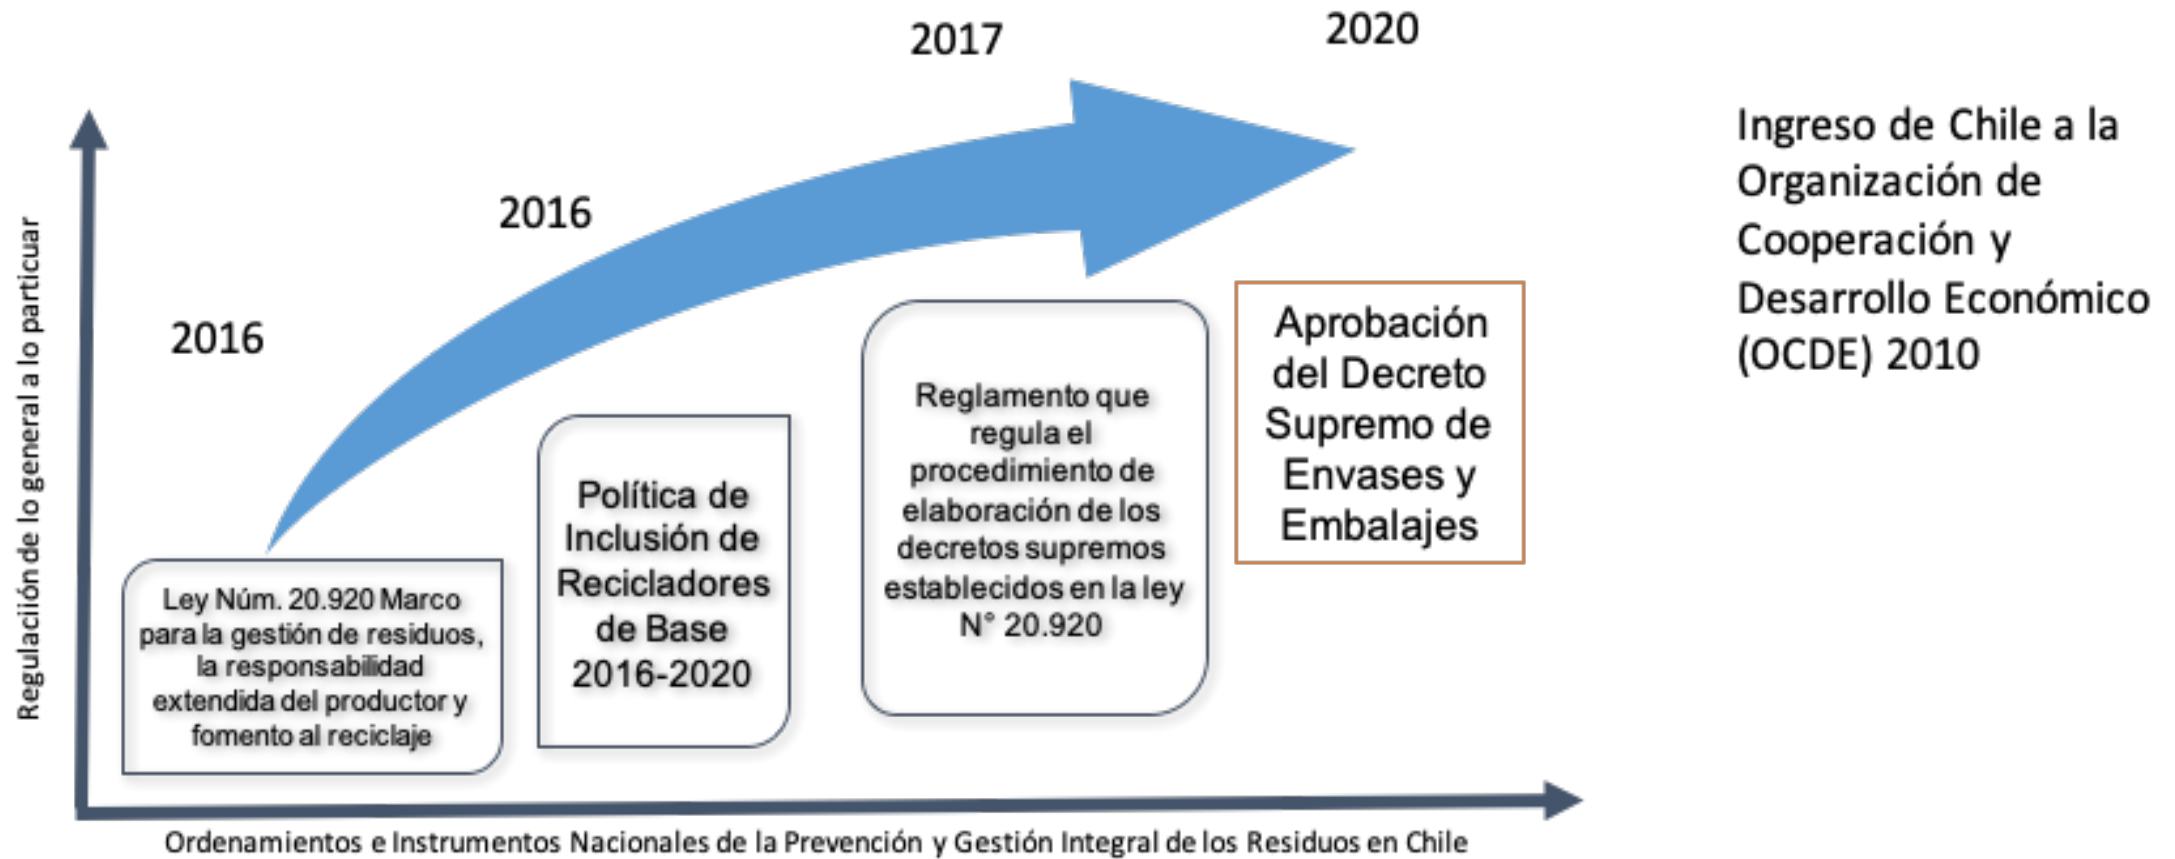 2016
2016
2017
2020
Regulaciión de lo general a lo particuar
Ley Núm. 20.920 Marco
para la gestión de residuos,
la responsabilidad
extendida del productor y
fomento al reciclaje
Política de
Inclusión de
Recicladores
de Base
2016-2020
Reglamento que
regula el
procedimiento de
elaboración de los
decretos supremos
establecidos en la ley
N° 20.920
Aprobación
del Decreto
Supremo de
Envases y
Embalajes
Ingreso de Chile a la
Organización de
Cooperación y
Desarrollo Económico
(OCDE) 2010
Ordenamientos e Instrumentos Nacionales de la Prevención y Gestión Integral de los Residuos en Chile